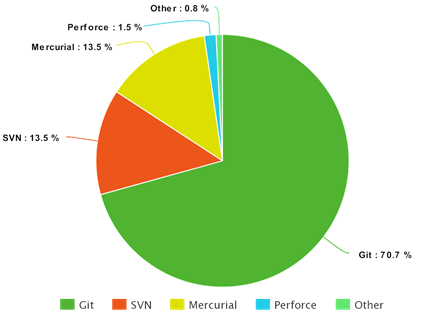 Other : 0.8 %
Perforce : 1.5 %
Mercurial : 13.5 %
SVN : 13.5 %
Git : 70.7 %
Git SVN Mercurial Perforce Other